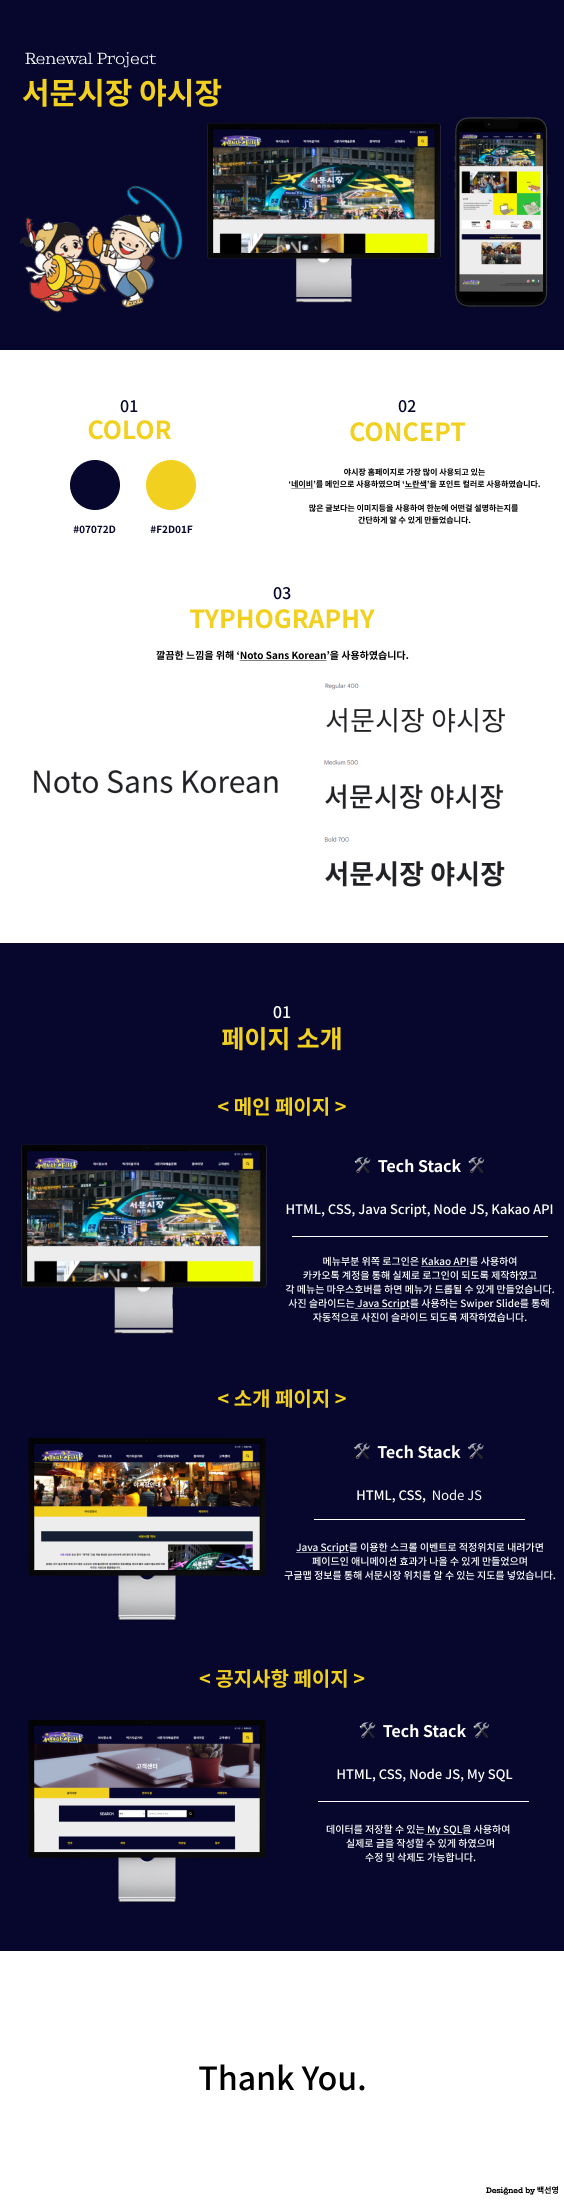 Renewal Project
서문시장 야시장
서문시장
01
COLOR
#07072D
#F2D01F
02
CONCEPT
야시장 홈페이지로 가장 많이 사용되고 있는
‘네이비’를 메인으로 사용하였으며 ‘노란색’을 포인트 컬러로 사용하였습니다.
많은 글보다는 이미지등을 사용하여 한눈에 어떤걸 설명하는지를
간단하게 알 수 있게 만들었습니다.
03
TYPHOGRAPHY
깔끔한 느낌을 위해 ‘Noto Sans Korean’을 사용하였습니다.
Noto Sans Korean
Regular 400
서문시장 야시장
Medium 500
서문시장 야시장
Bold 700
서문시장 야시장
01
페이지 소개
< 메인 페이지 >
서문시장
Tech Stack
HTML, CSS, Java Script, Node JS, Kakao API
메뉴부분 위쪽 로그인은 Kakao API를 사용하여
카카오톡 계정을 통해 실제로 로그인이 되도록 제작하였고
각 메뉴는 마우스호버를 하면 메뉴가 드롭될 수 있게 만들었습니다.
사진 슬라이드는 Java Script를 사용하는 Swiper Slide를 통해
자동적으로 사진이 슬라이드 되도록 제작하였습니다.
< 소개 페이지 >
야시장안내
Tech Stack
HTML, CSS, Node JS
Java Script를 이용한 스크롤 이벤트로 적정위치로 내려가면
페이드인 애니메이션 효과가 나올 수 있게 만들었으며
구글맵 정보를 통해 서문시장 위치를 알 수 있는 지도를 넣었습니다.
< 공지사항 페이지 >
고객센터
SEARCH
Tech Stack
HTML, CSS, Node JS, My SQL
데이터를 저장할 수 있는 My SQL을 사용하여
실제로 글을 작성할 수 있게 하였으며
수정 및 삭제도 가능합니다.
Thank You.
Designed by 백선영